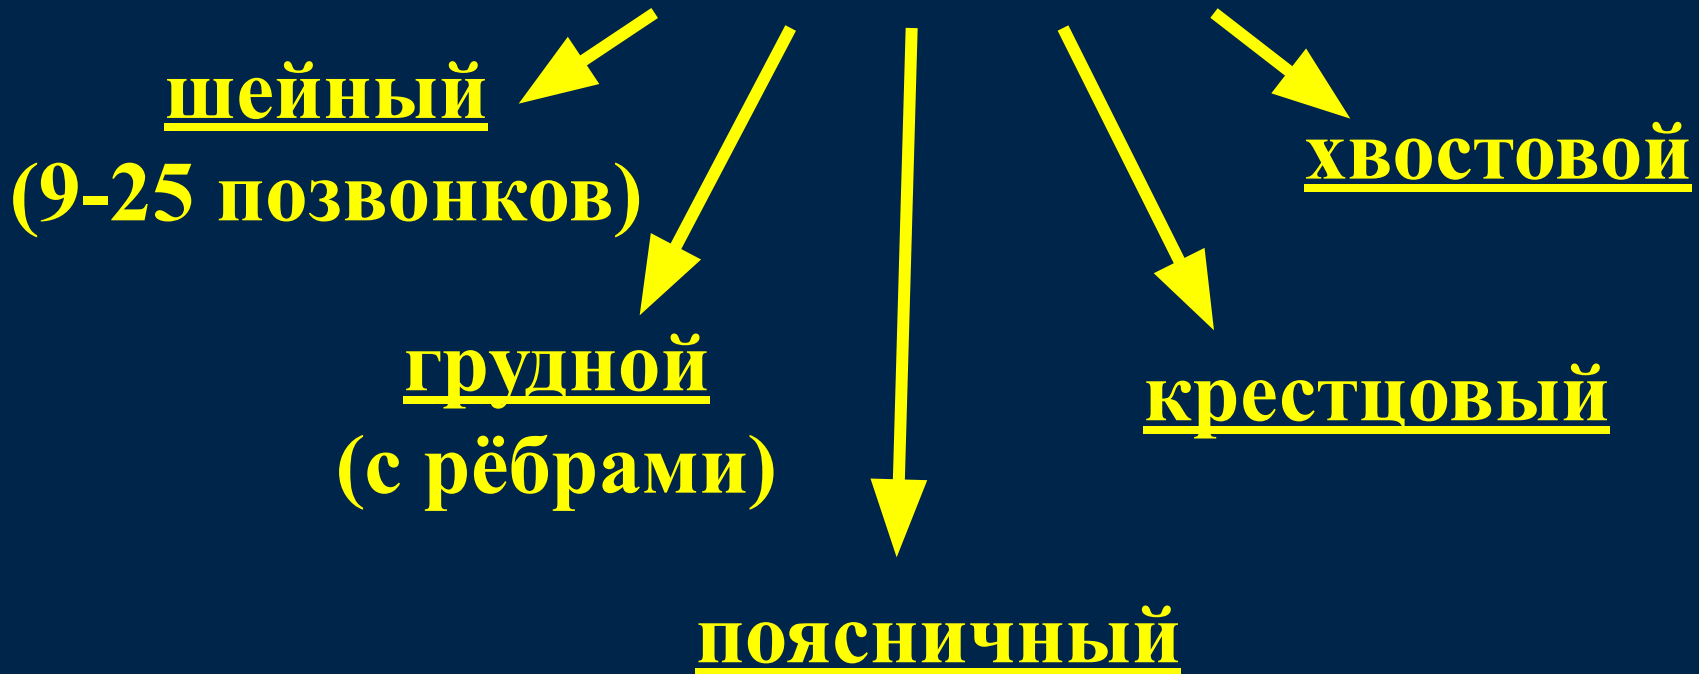 шейный
(9-25 позвонков)
грудной
(с рёбрами)
поясничный
крестцовый
хвостовой